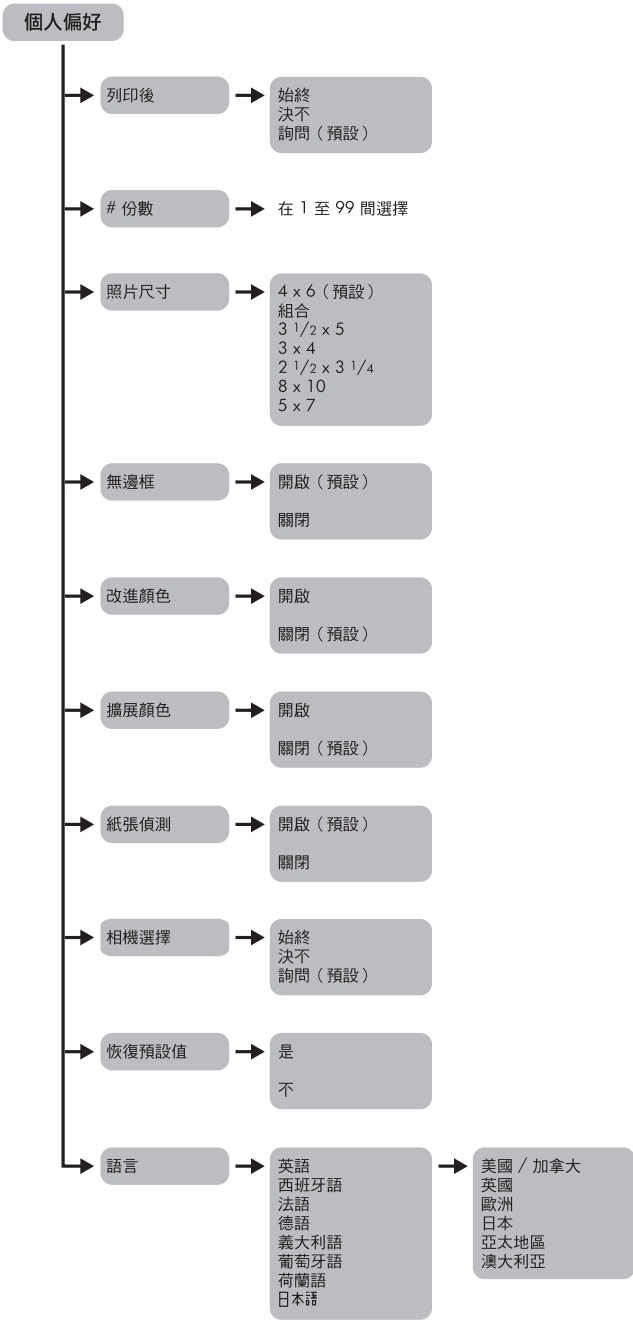 個人偏好
列印後
始終
決不
詢問（預設）
# 份數
在 1 至 99 間選擇
照片尺寸
4 x 6（預設）
組合
3 1/2 x 5
3 x 4
2 1/2 x 3 1/4
8 x 10
5 x 7
無邊框
開啟（預設）
關閉
改進顏色
開啟
關閉（預設）
擴展顏色
開啟
關閉（預設）
紙張偵測
開啟（預設）
關閉
相機選擇
始終
決不
詢問（預設）
恢復預設值
是
不
語言
英語
西班牙語
法語
德語
義大利語
葡萄牙語
荷蘭語
日本語
美國 / 加拿大
英國
歐洲
日本
亞太地區
澳大利亞